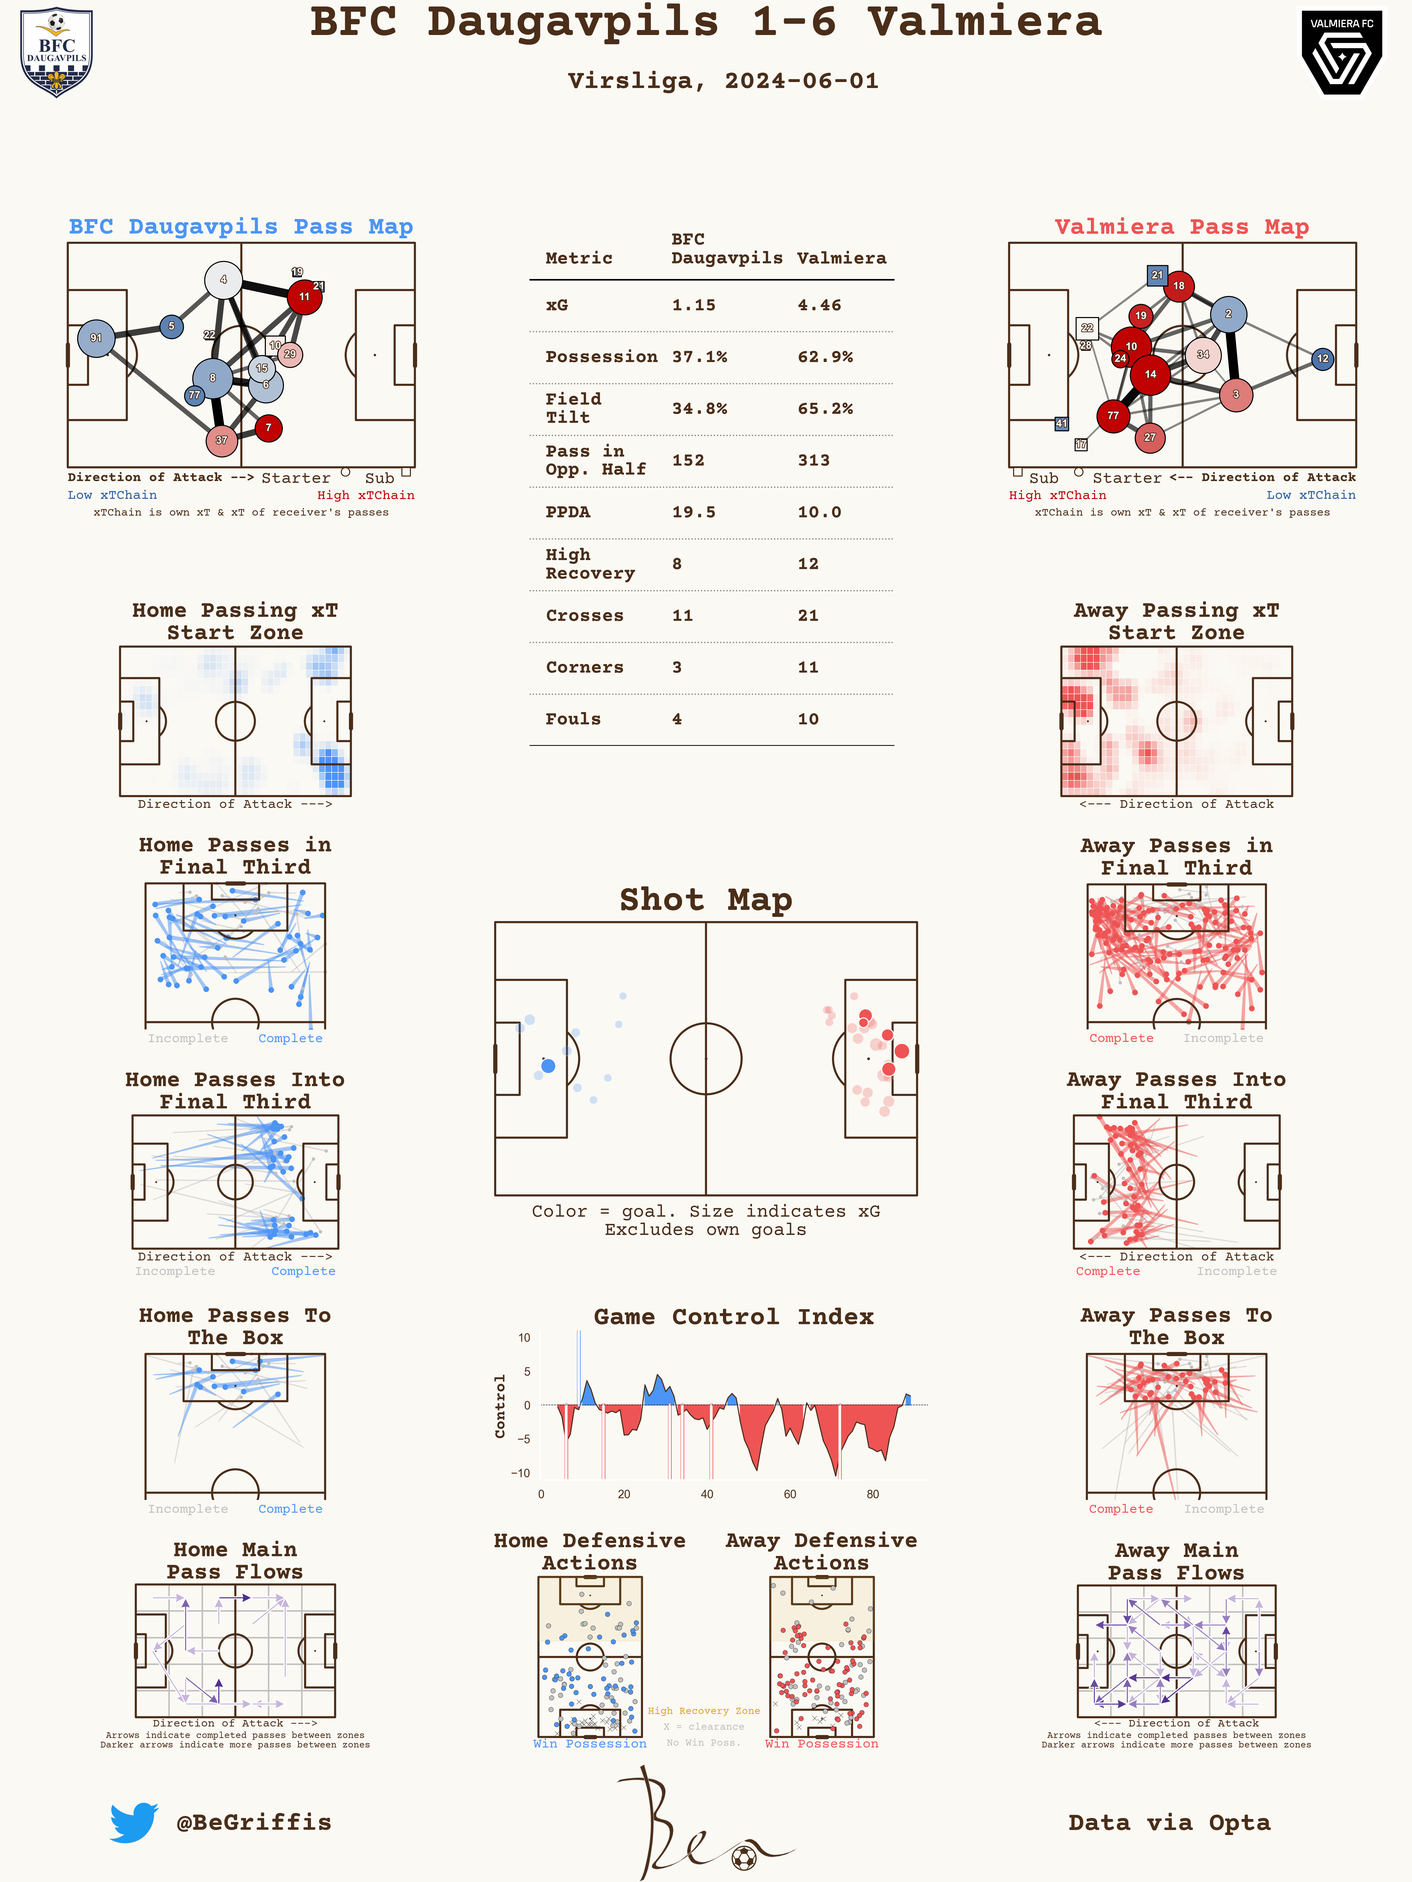 BFC Daugavpils 1-6 Valmiera
Virsliga, 2024-06-01
BFC
DAUGAVPILS
VALMIERA FC
BFC Daugavpils Pass Map
4
19
21
11
5
91
22
10
29
15
8
6
77
7
37
Direction of Attack --> Starter Sub
Low xTChain High xTChain
xTChain is own xT & xT of receiver's passes
Metric BFC Daugavpils Valmiera
xG 1.15 4.46
Possession 37.1% 62.9%
Field Tilt 34.8% 65.2%
Pass in Opp. Half 152 313
PPDA 19.5 10.0
High Recovery 8 12
Crosses 11 21
Corners 3 11
Fouls 4 10
Valmiera Pass Map
21
18
19
2
22
28
10
24
34
12
14
3
77
41
17
27
Sub Starter <-- Direction of Attack
High xTChain Low xTChain
xTChain is own xT & xT of receiver's passes
Home Passing xT
Start Zone
Direction of Attack --->
Away Passing xT
Start Zone
<--- Direction of Attack
Home Passes in
Final Third
Incomplete Complete
Shot Map
Color = goal. Size indicates xG
Excludes own goals
Away Passes in
Final Third
Complete Incomplete
Home Passes Into
Final Third
Direction of Attack --->
Incomplete Complete
Away Passes Into
Final Third
<--- Direction of Attack
Complete Incomplete
Home Passes To
The Box
Incomplete Complete
Game Control Index
Control
10
5
0
−5
−10
0 20 40 60 80
Away Passes To
The Box
Complete Incomplete
Home Main
Pass Flows
Direction of Attack --->
Arrows indicate completed passes between zones
Darker arrows indicate more passes between zones
Home Defensive
Actions
Win Possession
High Recovery Zone
X = clearance
No Win Poss.
Away Defensive
Actions
Win Possession
Away Main
Pass Flows
<--- Direction of Attack
Arrows indicate completed passes between zones
Darker arrows indicate more passes between zones
@BeGriffis
Ben
Data via Opta